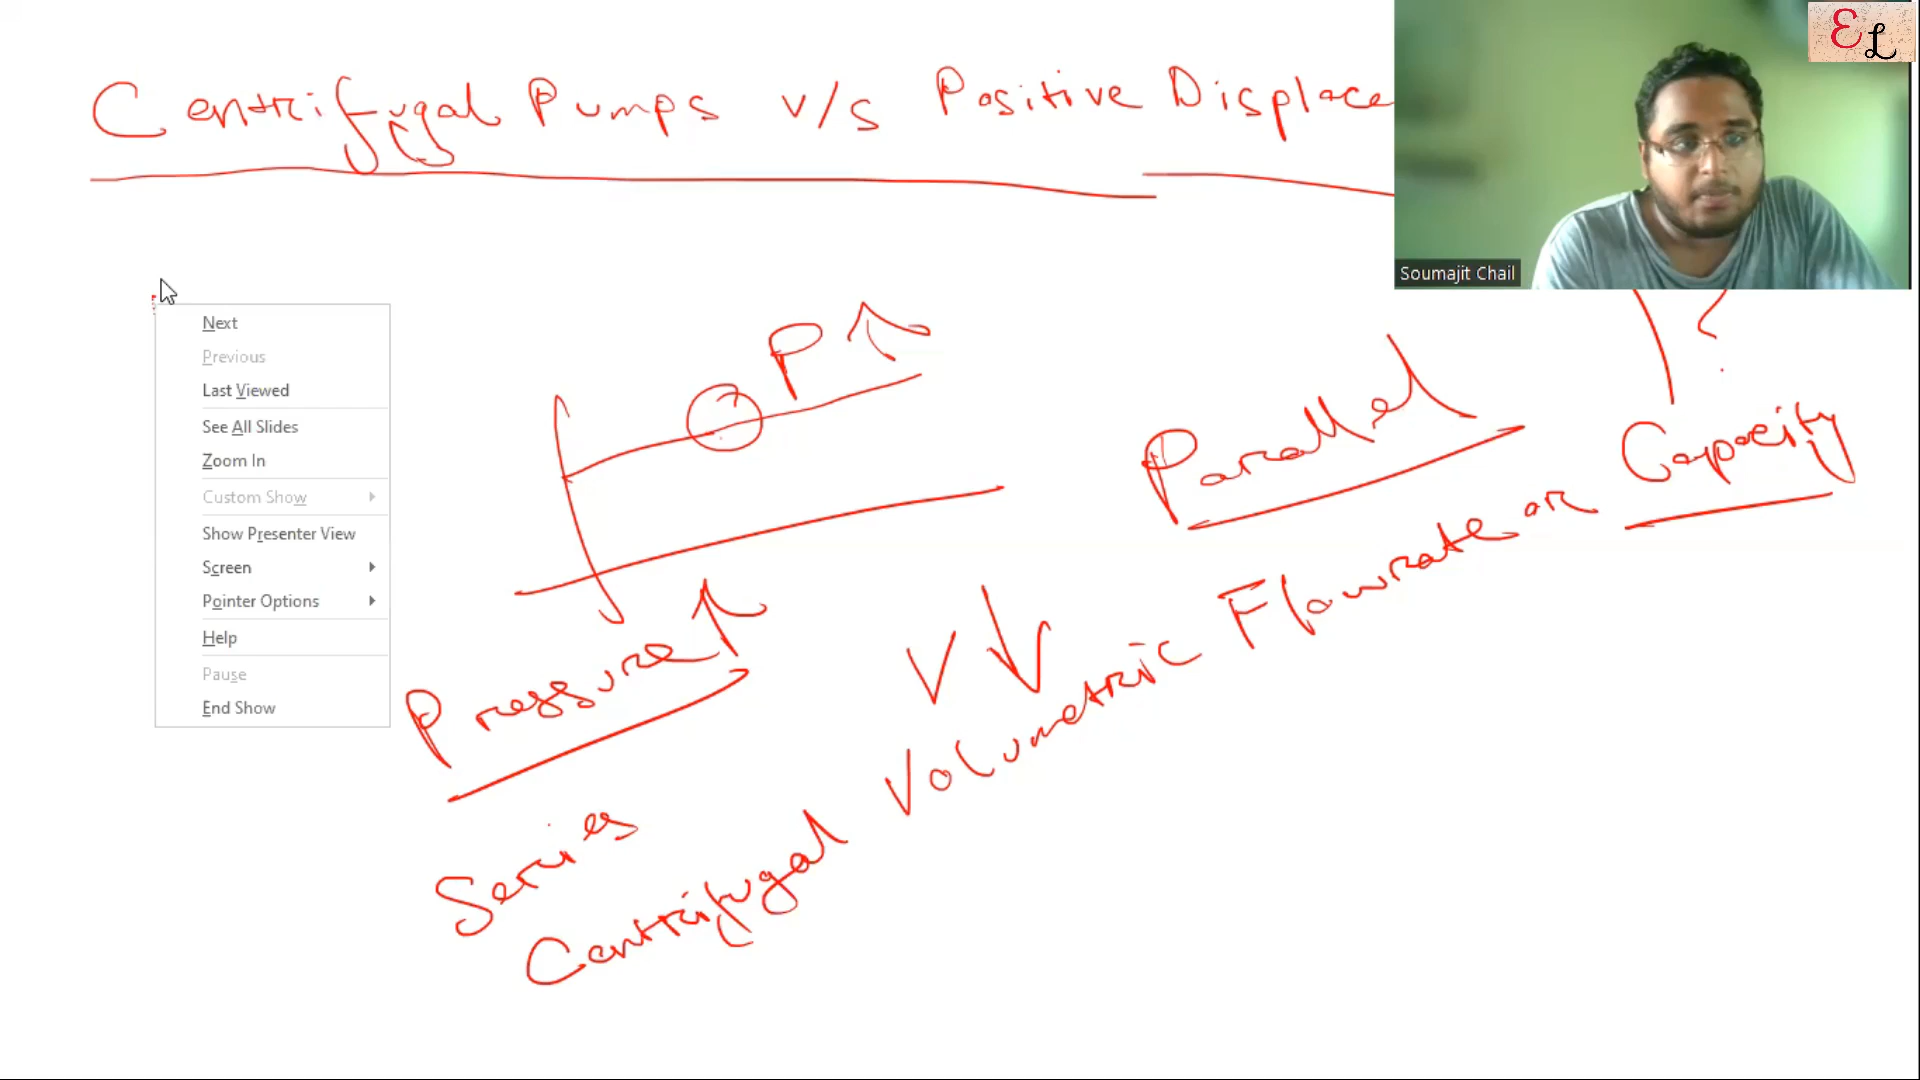 Centrifugal Pumps v/s Positive Displace
EL
Soumajit Chail
Next
Previous
Last Viewed
See All Slides
Zoom In
Custom Show
Show Presenter View
Screen
Pointer Options
Help
Pause
End Show
P ↑
?
Parallel
Capacity
Pressure ↑
Volumetric Flowrate or
Series
Centrifugal